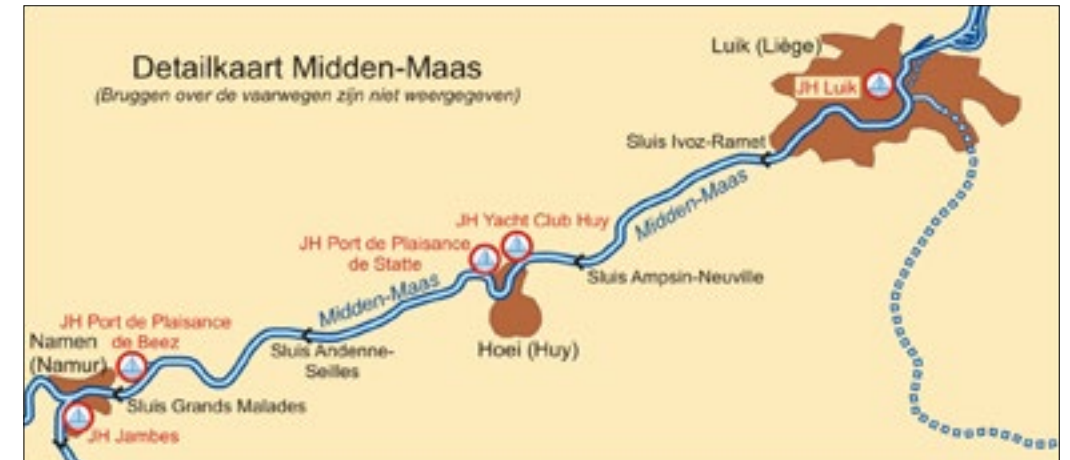 Detailkaart Midden-Maas
(Bruggen over de vaarwegen zijn niet weergegeven)
Luik (Liège)
JH Luik
Sluis Ivoz-Ramet
Midden-Maas
JH Yacht Club Huy
JH Port de Plaisance
de Statte
Sluis Ampsin-Neuville
Midden-Maas
Hoei (Huy)
JH Port de Plaisance
de Beez
Namen
(Namur)
Sluis Andenne-
Seilles
Sluis Grands Malades
JH Jambes